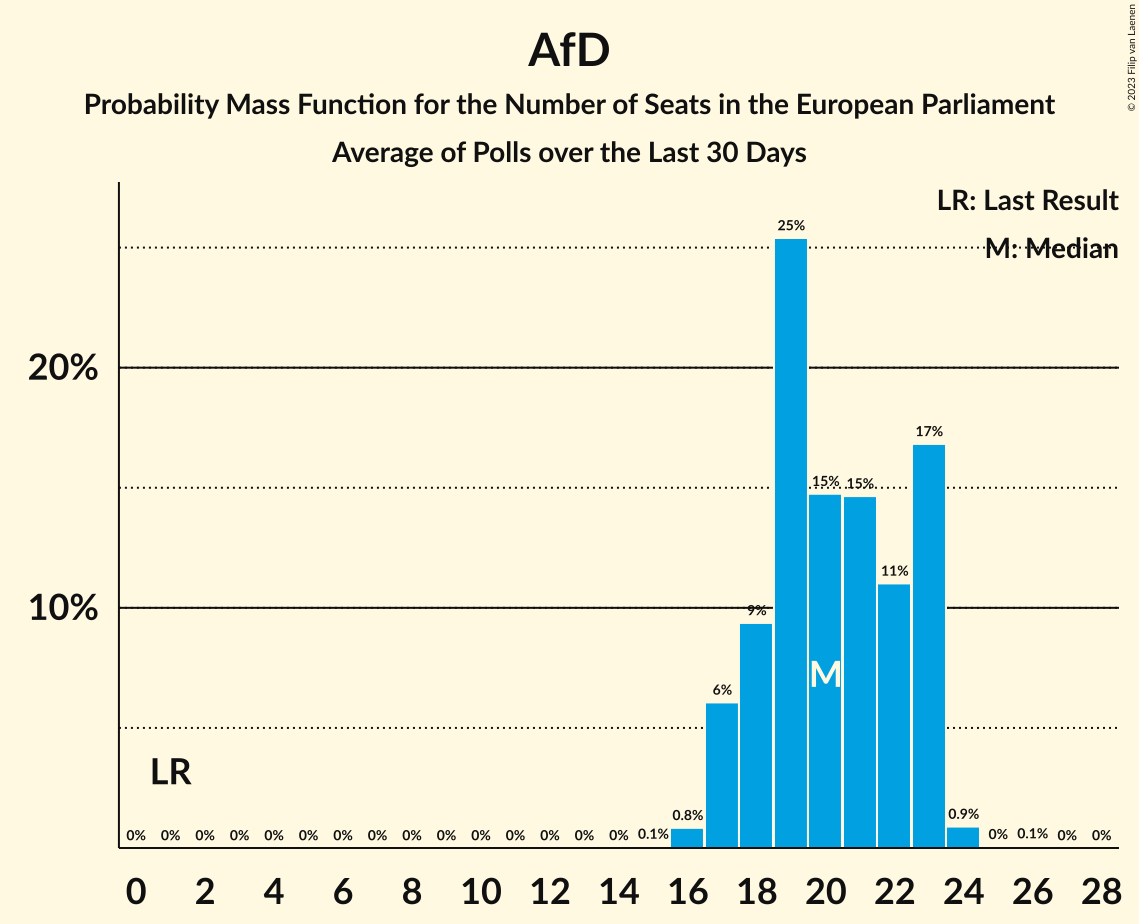 AfD
Probability Mass Function for the Number of Seats in the European Parliament
Average of Polls over the Last 30 Days
© 2023 Filip van Laenen
LR: Last Result
M: Median
25%
20%
17%
15% 15%
11%
10%
9%
6%
M
LR
0% 0% 0% 0% 0% 0% 0% 0% 0% 0% 0% 0% 0% 0% 0% 0.1% 0.8% 0.9% 0% 0.1% 0% 0%
0 2 4 6 8 10 12 14 16 18 20 22 24 26 28